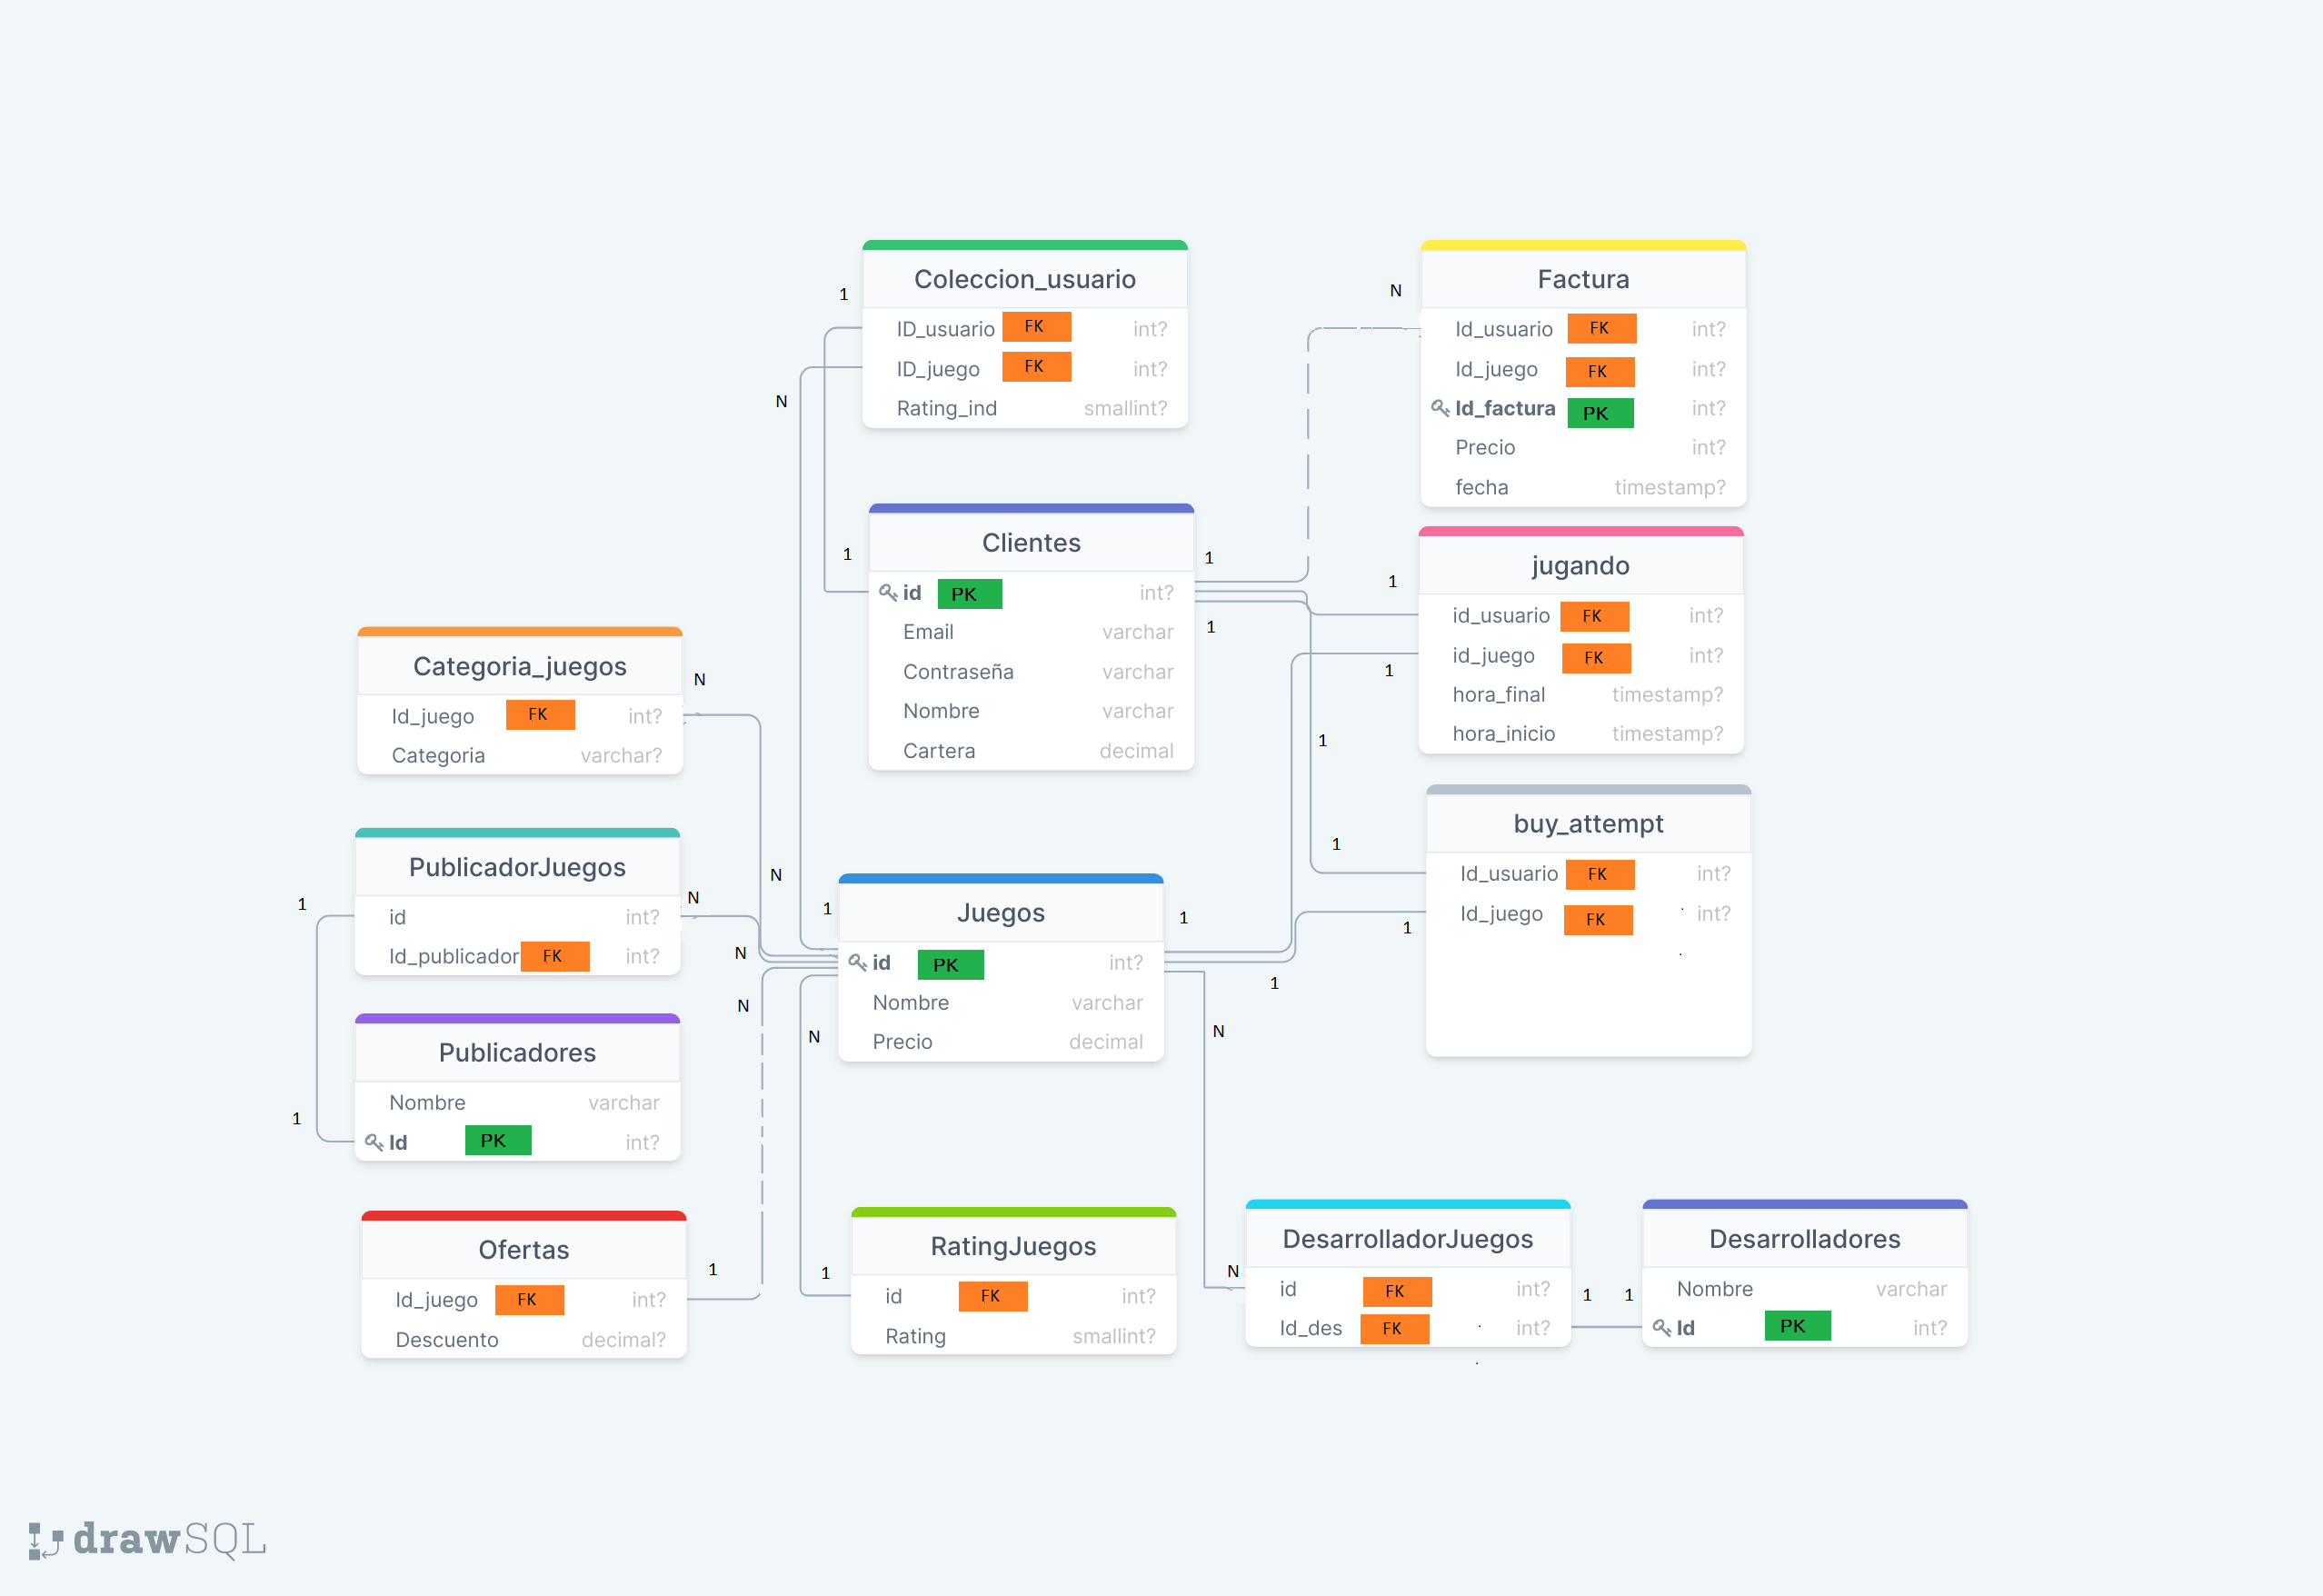 Coleccion_usuario
ID_usuario FK int?
ID_juego FK int?
Rating_ind smallint?
1
N
Factura
Id_usuario FK int?
Id_juego FK int?
Id_factura PK int?
Precio int?
fecha timestamp?
N
Clientes
id PK int?
Email varchar
Contraseña varchar
Nombre varchar
Cartera decimal
1
1
1
jugando
id_usuario FK int?
id_juego FK int?
hora_final timestamp?
hora_inicio timestamp?
1
1
1
Categoria_juegos
Id_juego FK int?
Categoria varchar?
N
buy_attempt
Id_usuario FK int?
Id_juego FK int?
1
1
1
PublicadorJuegos
id int?
Id_publicador FK int?
1
N
N
N
N
N
Juegos
id PK int?
Nombre varchar
Precio decimal
1
1
N
Publicadores
Nombre varchar
Id PK int?
1
Ofertas
Id_juego FK int?
Descuento decimal?
1
RatingJuegos
id FK int?
Rating smallint?
1
DesarrolladorJuegos
id FK int?
Id_des FK int?
N
1
1
Desarrolladores
Nombre varchar
Id PK int?
drawSQL